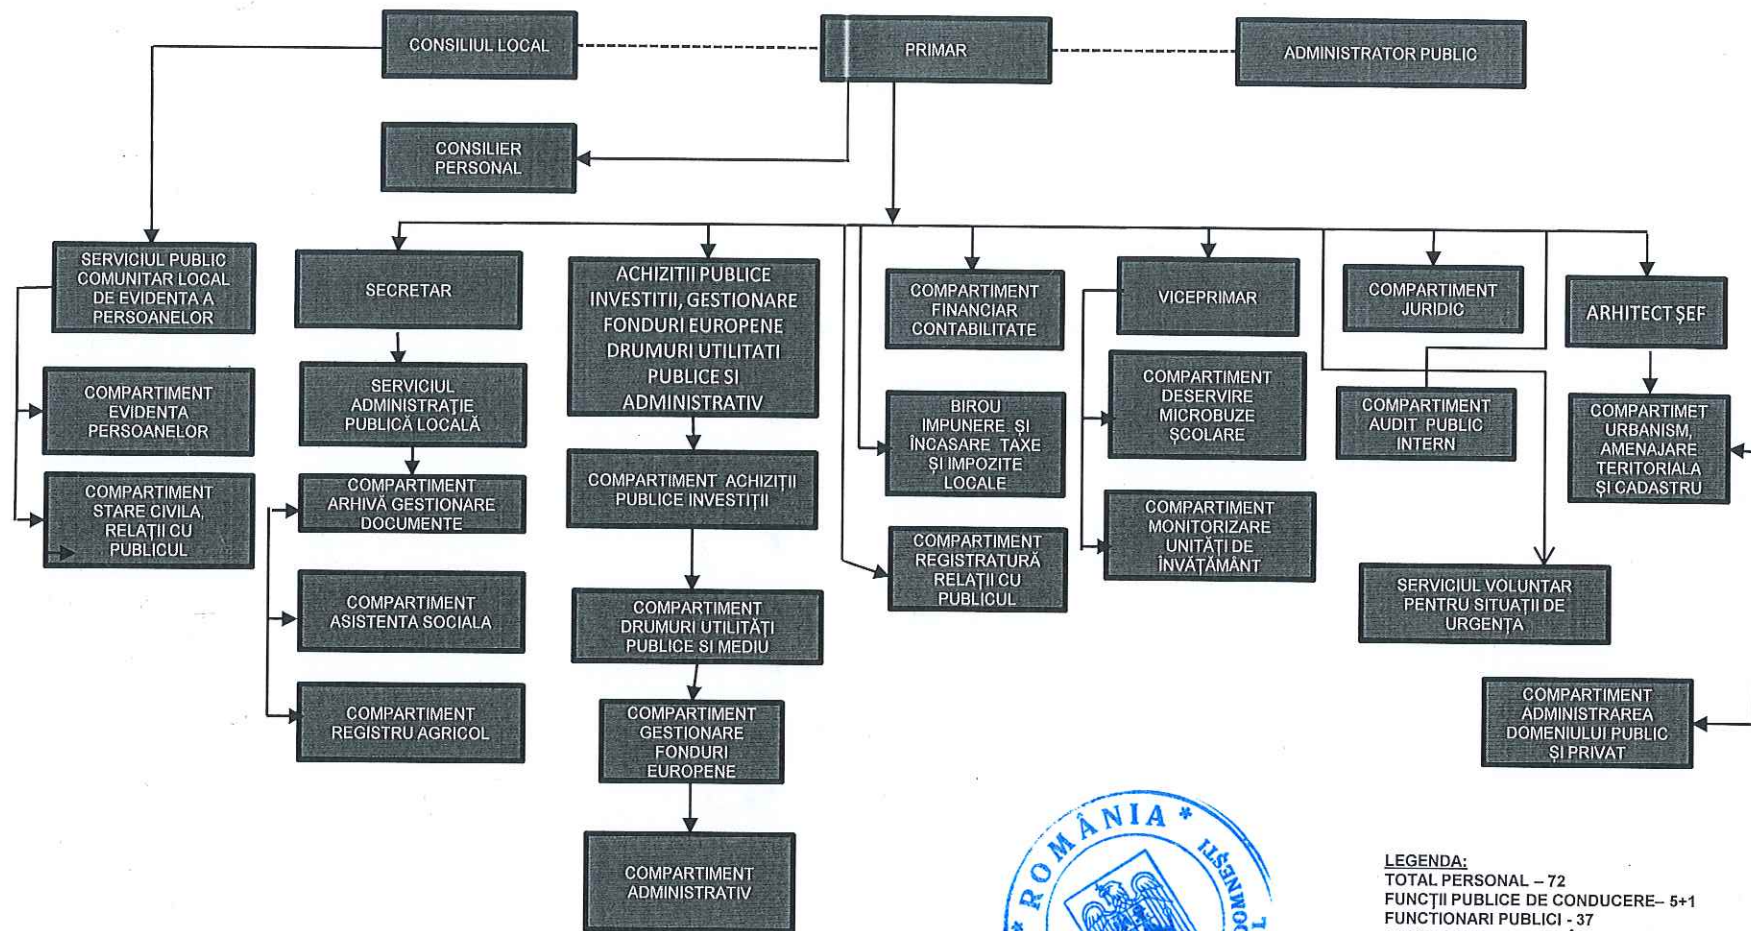 CONSILIUL LOCAL
PRIMAR
ADMINISTRATOR PUBLIC
CONSILIER
PERSONAL
SERVICIUL PUBLIC
COMUNITAR LOCAL
DE EVIDENTA A
PERSOANELOR
SECRETAR
ACHIZITII PUBLICE
INVESTITII, GESTIONARE
FONDURI EUROPENE
DRUMURI UTILITATI
PUBLICE SI
ADMINISTRATIV
COMPARTIMENT
FINANCIAR
CONTABILITATE
VICEPRIMAR
COMPARTIMENT
JURIDIC
ARHITECT ȘEF
COMPARTIMENT
EVIDENTA
PERSOANELOR
SERVICIUL
ADMINISTRAȚIE
PUBLICĂ LOCALĂ
BIROU
IMPUNERE ȘI
ÎNCASARE TAXE
ȘI IMPOZITE
LOCALE
COMPARTIMENT
DESERVIRE
MICROBUZE
ȘCOLARE
COMPARTIMENT
AUDIT PUBLIC
INTERN
COMPARTIMET
URBANISM,
AMENAJARE
TERITORIALA
ȘI CADASTRU
COMPARTIMENT
STARE CIVILA,
RELAȚII CU
PUBLICUL
COMPARTIMENT
ARHIVĂ GESTIONARE
DOCUMENTE
COMPARTIMENT ACHIZIȚII
PUBLICE INVESTIȚII
COMPARTIMENT
REGISTRATURĂ
RELAȚII CU
PUBLICUL
COMPARTIMENT
MONITORIZARE
UNITĂȚI DE
ÎNVĂȚĂMÂNT
SERVICIUL VOLUNTAR
PENTRU SITUAȚII DE
URGENȚA
COMPARTIMENT
ASISTENTA SOCIALA
COMPARTIMENT
DRUMURI UTILITĂȚI
PUBLICE SI MEDIU
COMPARTIMENT
REGISTRU AGRICOL
COMPARTIMENT
GESTIONARE
FONDURI
EUROPENE
COMPARTIMENT
ADMINISTRAREA
DOMENIULUI PUBLIC
ȘI PRIVAT
COMPARTIMENT
ADMINISTRATIV
* ROMÂNIA *
LEGENDA:
TOTAL PERSONAL – 72
FUNCȚII PUBLICE DE CONDUCERE– 5+1
FUNCTIONARI PUBLICI - 37